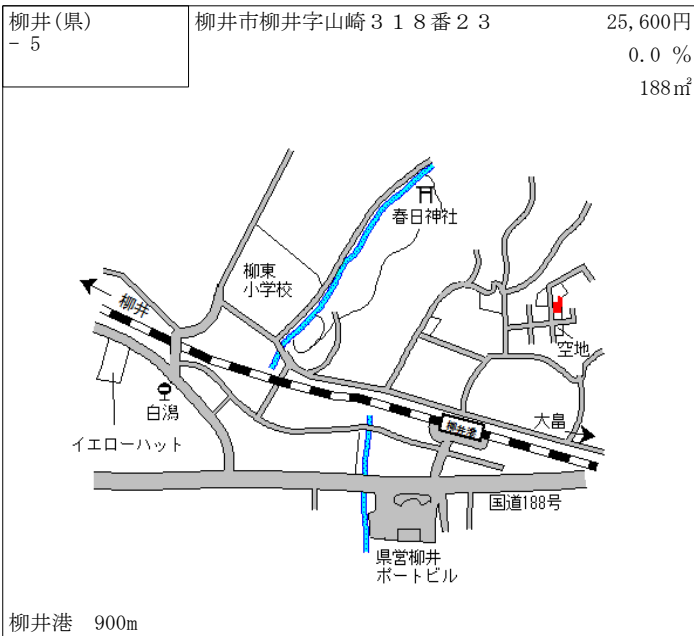 柳井(県)
- 5
柳井市柳井字山崎３１８番２３
25,600円
0.0 %
188㎡
春日神社
柳東
小学校
柳井
空地
白潟
大畠
柳井港
イエローハット
国道188号
県営柳井
ポートビル
柳井港　900m